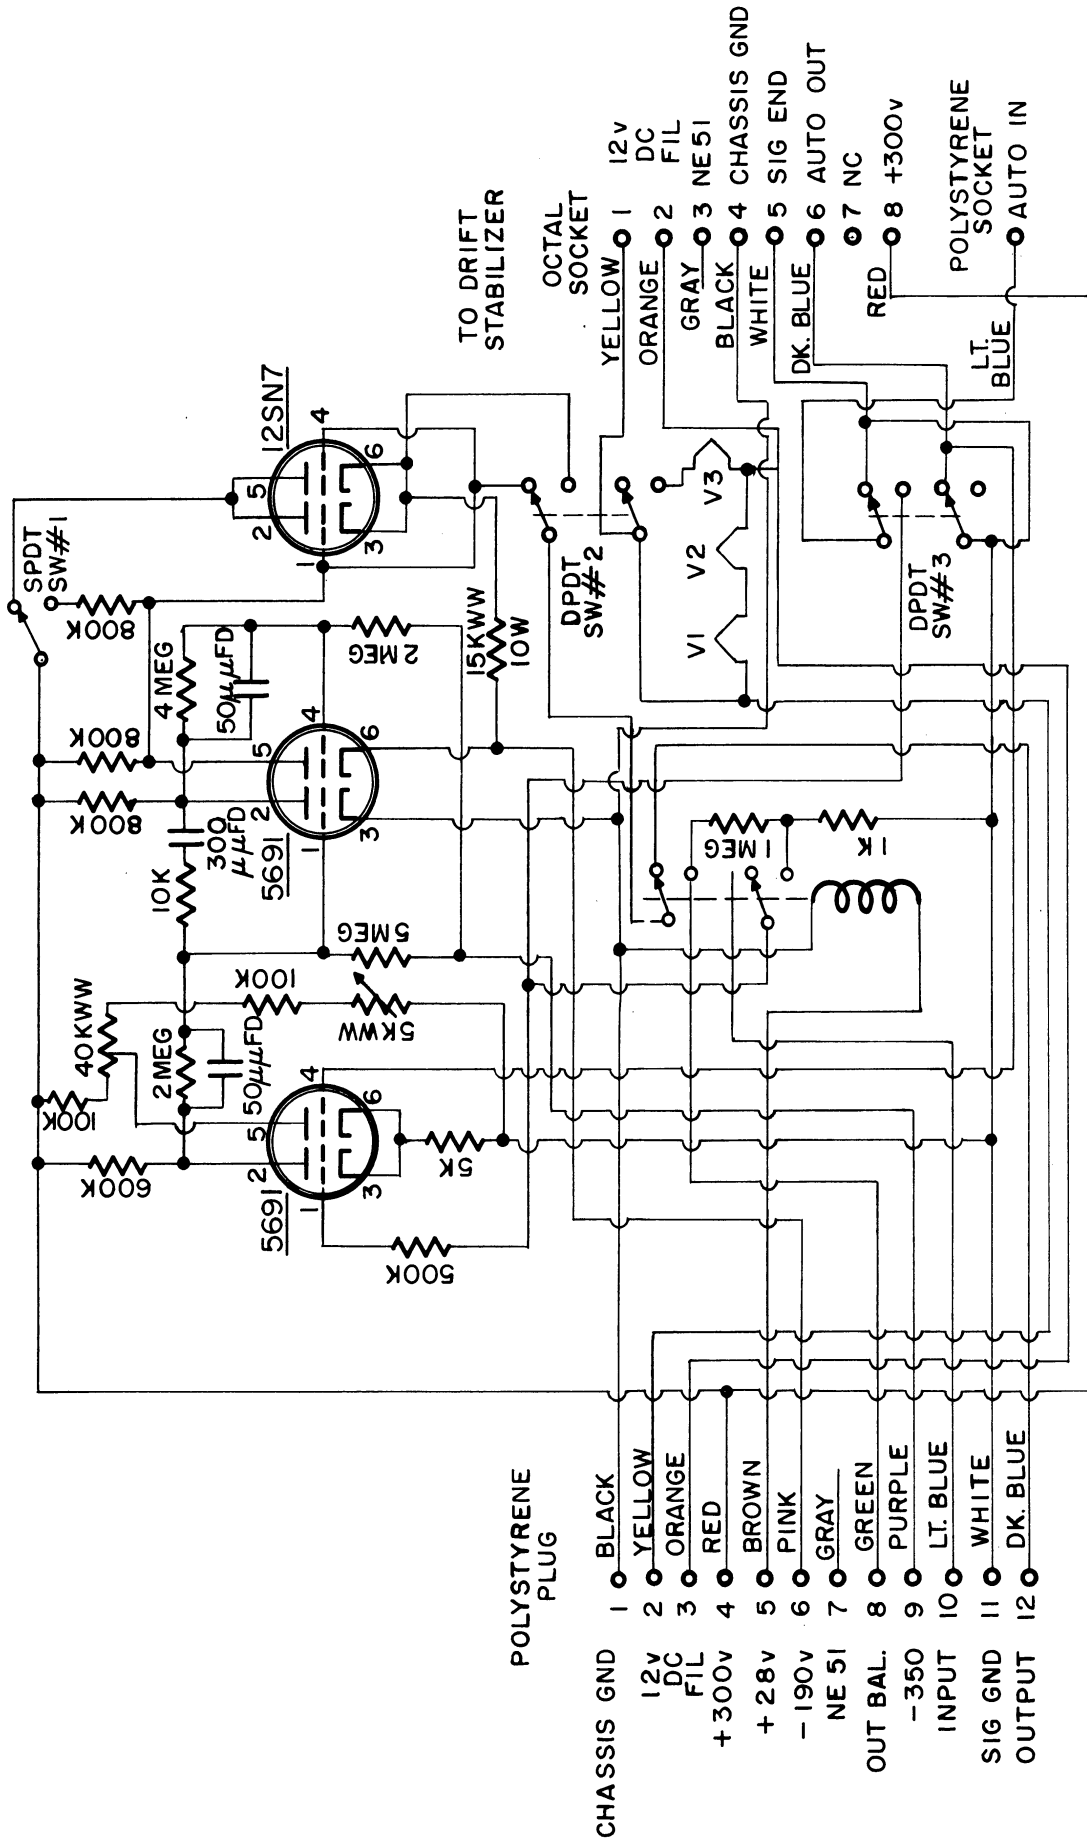 SPDT
SW#1
800K
800K
800K
4 MEG
50μμFD
300
μμFD
10K
40KWW
100K
100K
2MEG
50μμFD
600K
5691
2
5
1
4
3
6
5691
2
5
1
4
3
6
12SN7
2
5
1
4
3
6
5MEG
5KWW
2MEG
15KWW
10W
5K
500K
TO DRIFT
STABILIZER
OCTAL
SOCKET
YELLOW 1 12v
DC
ORANGE 2 FIL
GRAY 3 NE51
BLACK 4 CHASSIS GND
WHITE 5 SIG END
DK. BLUE 6 AUTO OUT
7 NC
RED 8 +300v
POLYSTYRENE
SOCKET
LT.
BLUE
AUTO IN
DPDT
SW#2
V1
V2
V3
DPDT
SW#3
1MEG
1K
POLYSTYRENE
PLUG
CHASSIS GND 1 BLACK
12v 2 YELLOW
DC
FIL 3 ORANGE
+300v 4 RED
+28v 5 BROWN
-190v 6 PINK
NE 51 7 GRAY
OUT BAL. 8 GREEN
-350 9 PURPLE
INPUT 10 LT. BLUE
SIG GND 11 WHITE
OUTPUT 12 DK. BLUE